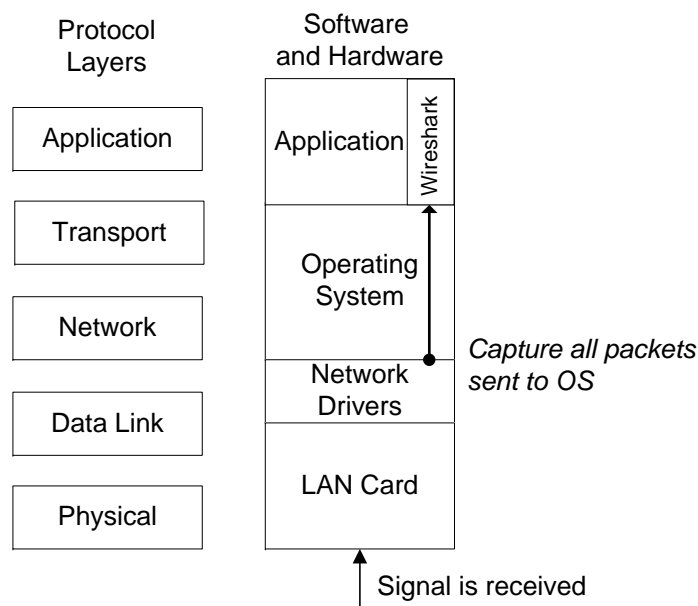 Protocol
Layers
Software
and Hardware
Application
Transport
Network
Data Link
Physical
Application
Wireshark
Operating
System
Network
Drivers
LAN Card
Capture all packets
sent to OS
Signal is received